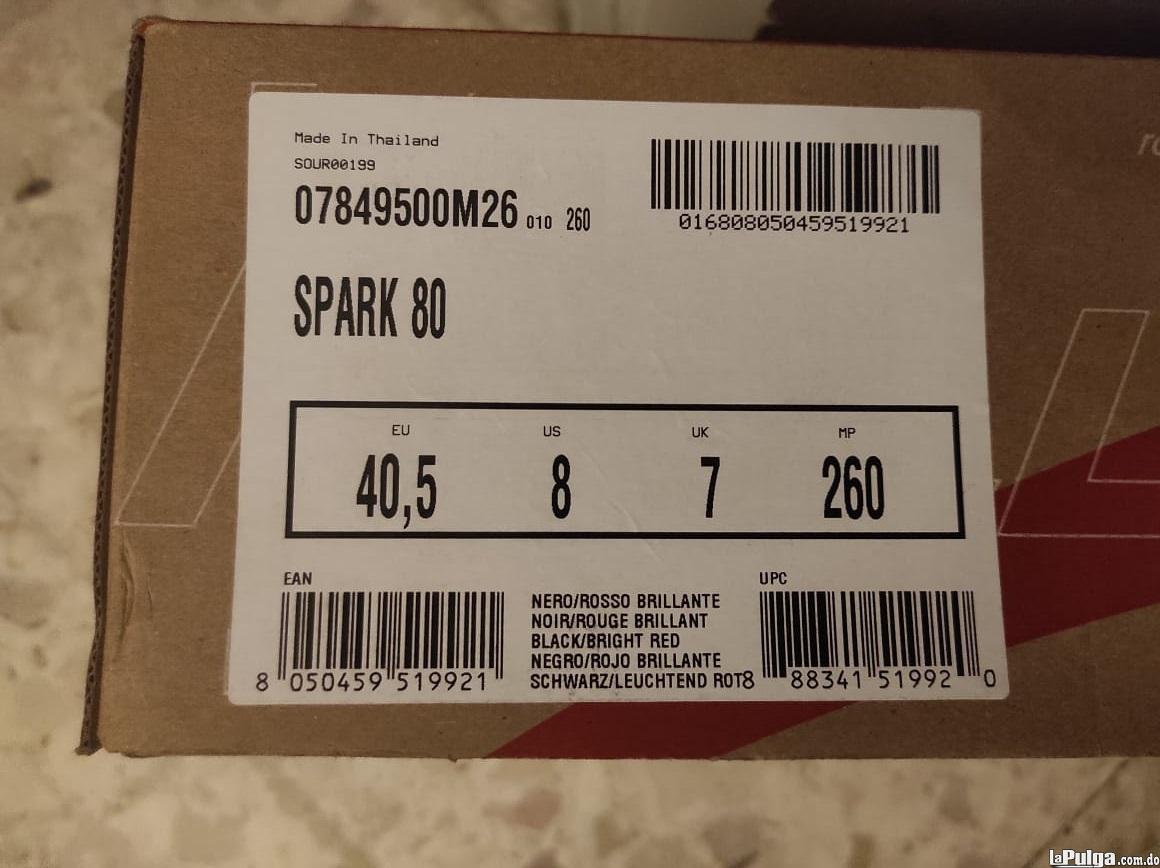 Made In Thailand
SOUR00199
07849500M26 010 260
016808050459519921
SPARK 80
EU US UK MP
40,5 8 7 260
EAN
8 050459 519921
NERO/ROSSO BRILLANTE
NOIR/ROUGE BRILLANT
BLACK/BRIGHT RED
NEGRO/ROJO BRILLANTE
SCHWARZ/LEUCHTEND ROT
UPC
8 88341 51992 0
laPulga.com.do